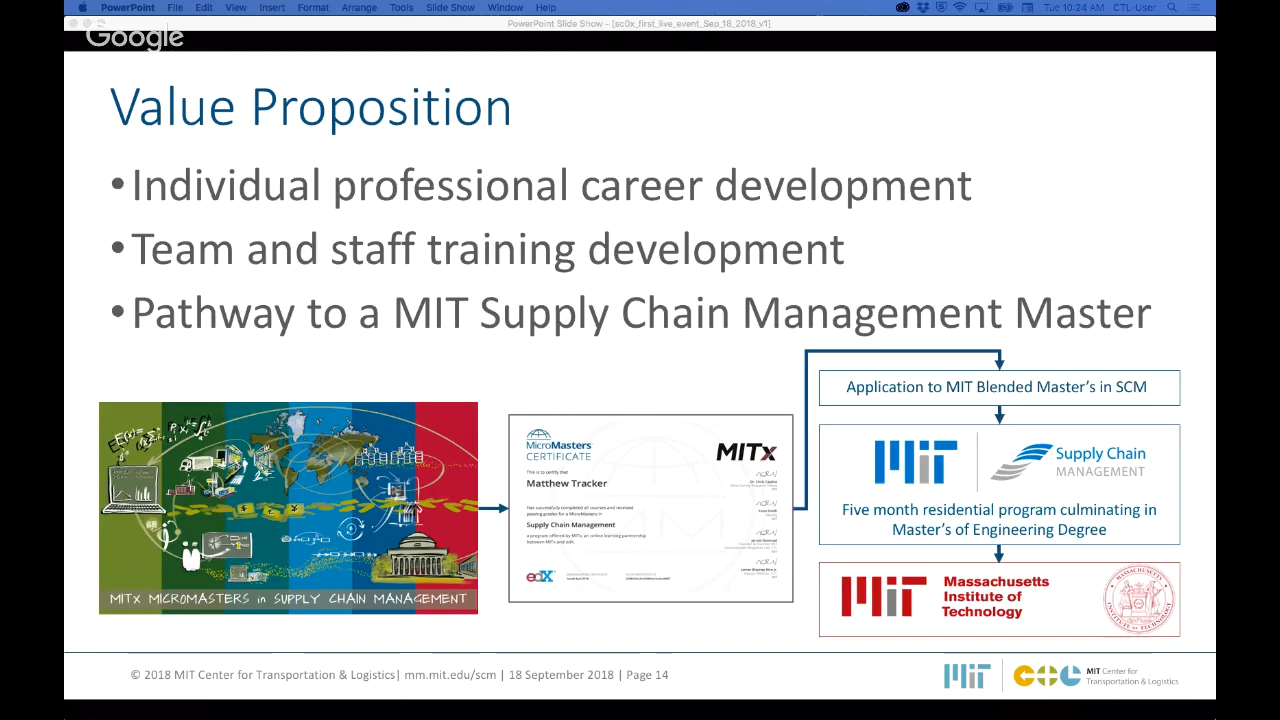 PowerPoint File Edit View Insert Format Arrange Tools Slide Show Window Help Tue 10:24 AM CTL-User
PowerPoint Slide Show - [sc0x_first_live_event_Sep_18_2018_v1]
Google
Value Proposition
•Individual professional career development
•Team and staff training development
•Pathway to a MIT Supply Chain Management Master
Application to MIT Blended Master's in SCM
MIT
Supply Chain
MANAGEMENT
Five month residential program culminating in
Master's of Engineering Degree
MIT
Massachusetts
Institute of
Technology
MITx MICROMASTERS in SUPPLY CHAIN MANAGEMENT
MicroMasters
CERTIFICATE
MITx
This is to certify that
Matthew Tracker
Has successfully completed all courses and received
passing grades for a MicroMasters in
Supply Chain Management
a program offered by MITx, an online learning partnership
between MITx and edX.
edX
© 2018 MIT Center for Transportation & Logistics| mm.mit.edu/scm | 18 September 2018 | Page 14
MIT
MIT Center for
Transportation & Logistics